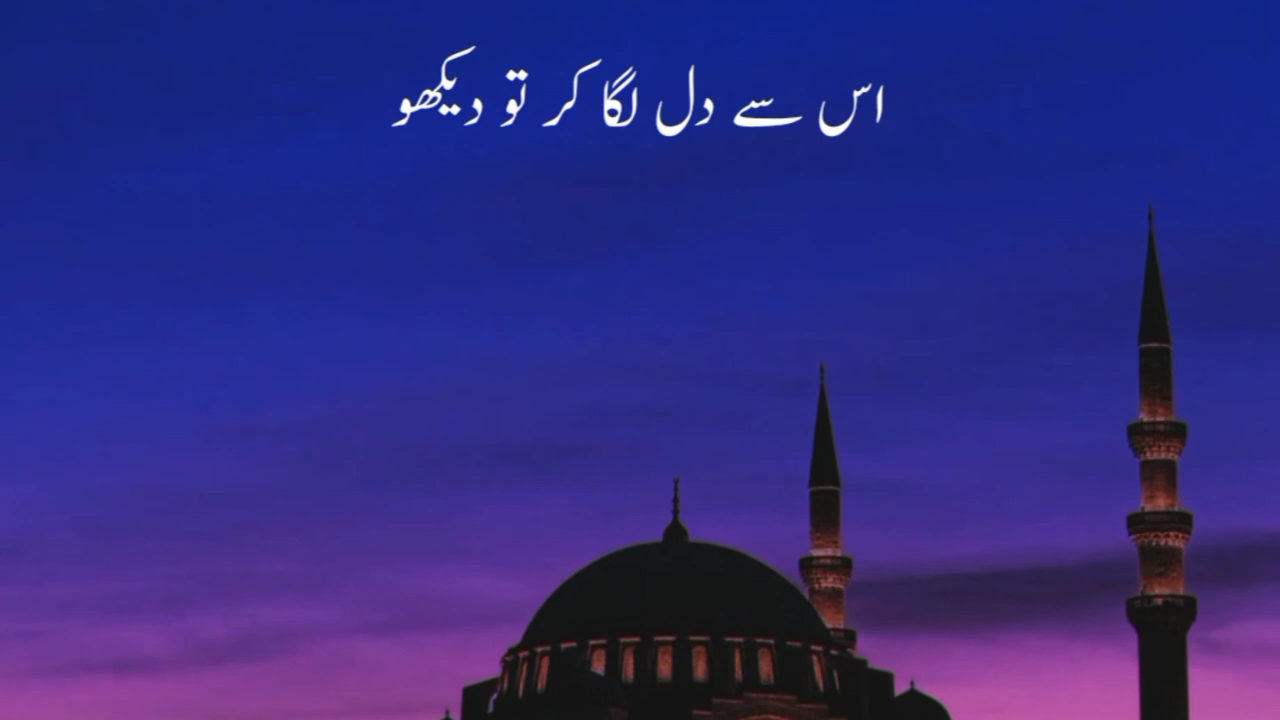 اس سے دل لگا کر تو دیکھو